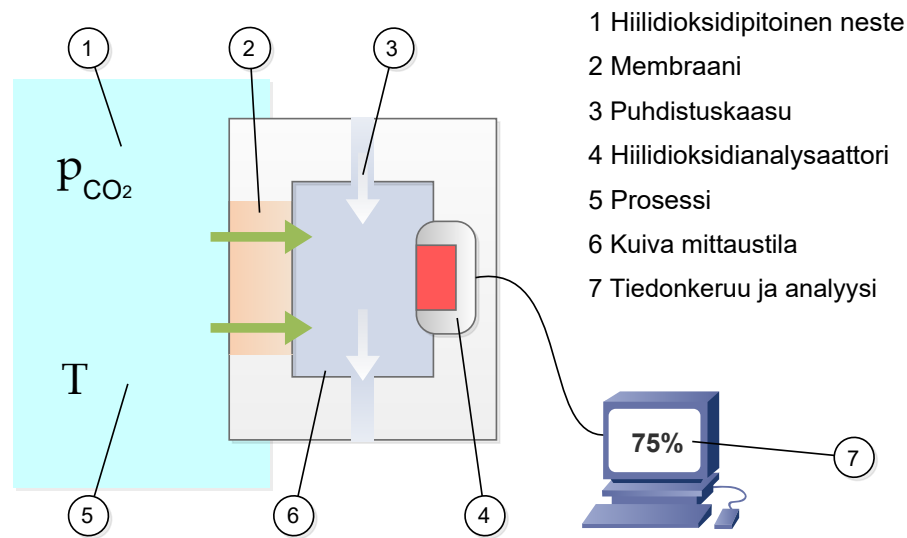 1 2 3
p CO2
T
75%
5 6 4 7
1 Hiilidioksidipitoinen neste
2 Membraani
3 Puhdistuskaasu
4 Hiilidioksidianalysaattori
5 Prosessi
6 Kuiva mittaustila
7 Tiedonkeruu ja analyysi